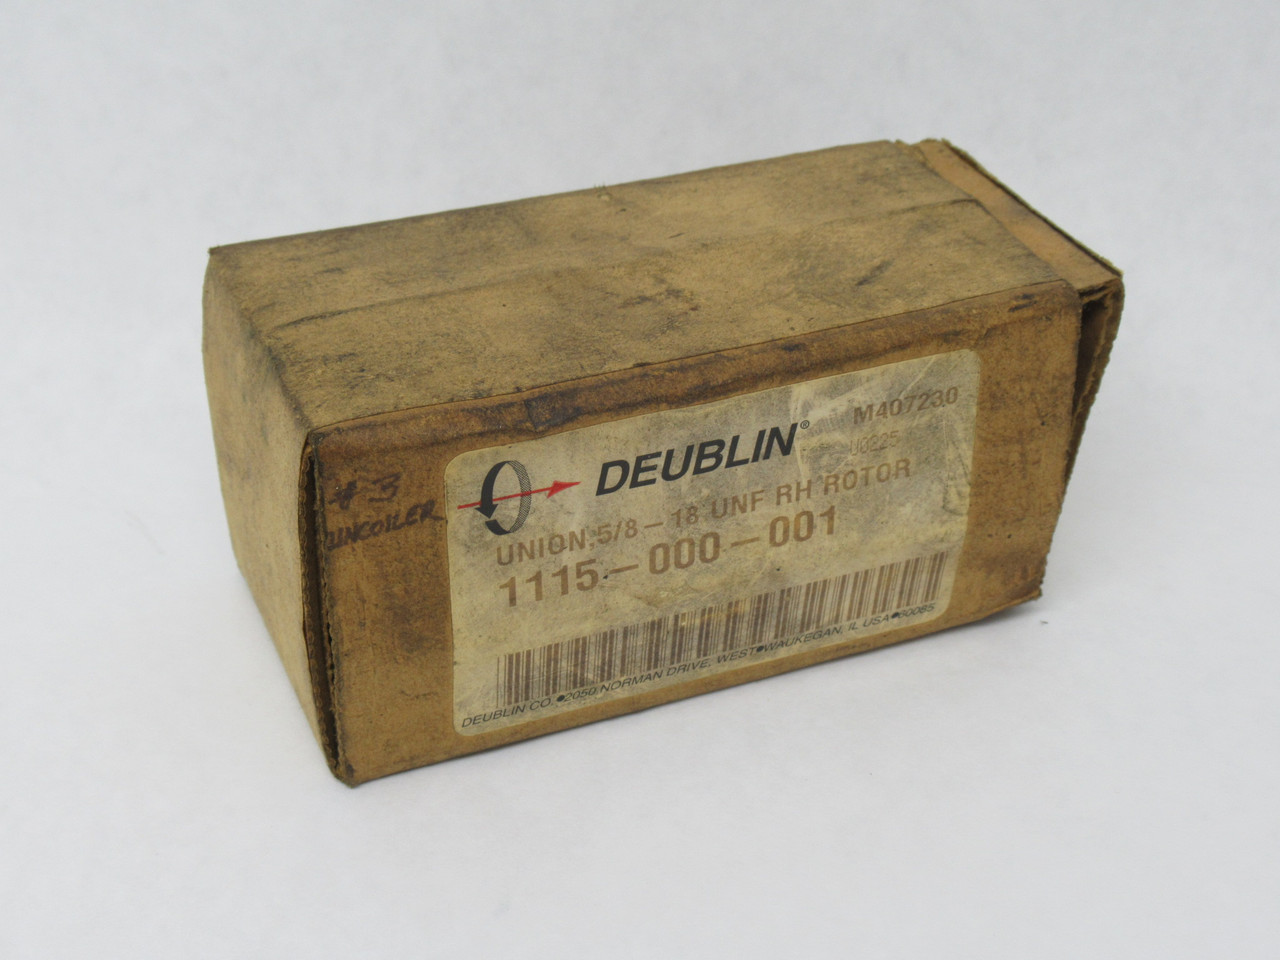 #3
UNCOILER
DEUBLIN®
M407230
U0225
UNION,5/8-18 UNF RH ROTOR
1115-000-001
DEUBLIN CO.•2050 NORMAN DRIVE, WEST•WAUKEGAN, IL USA•60085